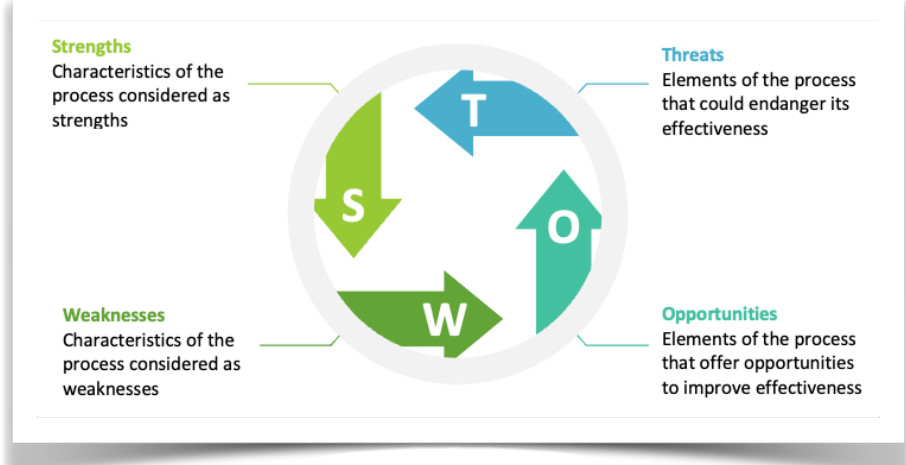 Strengths
Characteristics of the
process considered as
strengths
Threats
Elements of the process
that could endanger its
effectiveness
T
S
O
W
Weaknesses
Characteristics of the
process considered as
weaknesses
Opportunities
Elements of the process
that offer opportunities
to improve effectiveness